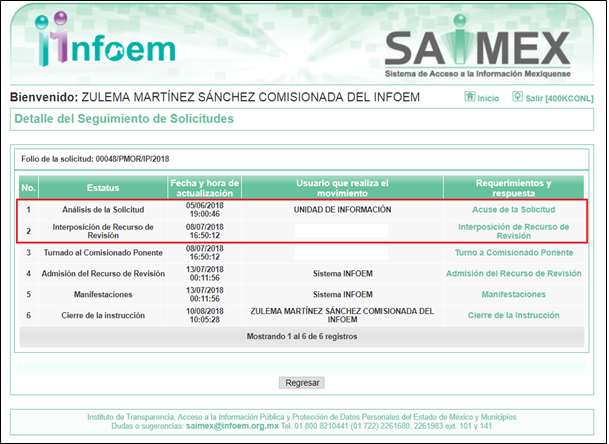 infoem
SAIMEX
Sistema de Acceso a la Información Mexiquense
Bienvenido: ZULEMA MARTÍNEZ SÁNCHEZ COMISIONADA DEL INFOEM
Inicio
Salir [400KCONL]
Detalle del Seguimiento de Solicitudes
Folio de la solicitud: 00048/PMOR/IP/2018
No. Estatus Fecha y hora de actualización Usuario que realiza el movimiento Requerimientos y respuesta
1 Análisis de la Solicitud 05/06/2018 19:00:46 UNIDAD DE INFORMACIÓN Acuse de la Solicitud
2 Interposición de Recurso de Revisión 08/07/2018 16:50:12 Interposición de Recurso de Revisión
3 Turnado al Comisionado Ponente 08/07/2018 16:50:12 Turno a Comisionado Ponente
4 Admisión del Recurso de Revisión 13/07/2018 00:11:56 Sistema INFOEM Admisión del Recurso de Revisión
5 Manifestaciones 13/07/2018 00:11:56 Sistema INFOEM Manifestaciones
6 Cierre de la instrucción 10/08/2018 10:05:28 ZULEMA MARTÍNEZ SÁNCHEZ COMISIONADA DEL INFOEM Cierre de la instrucción
Mostrando 1 al 6 de 6 registros
Regresar
Instituto de Transparencia, Acceso a la Información Pública y Protección de Datos Personales del Estado de México y Municipios
Dudas o sugerencias: saimex@infoem.org.mx Tel. 01 800 8210441 (01 722) 2261680, 2261983 ext. 101 y 141